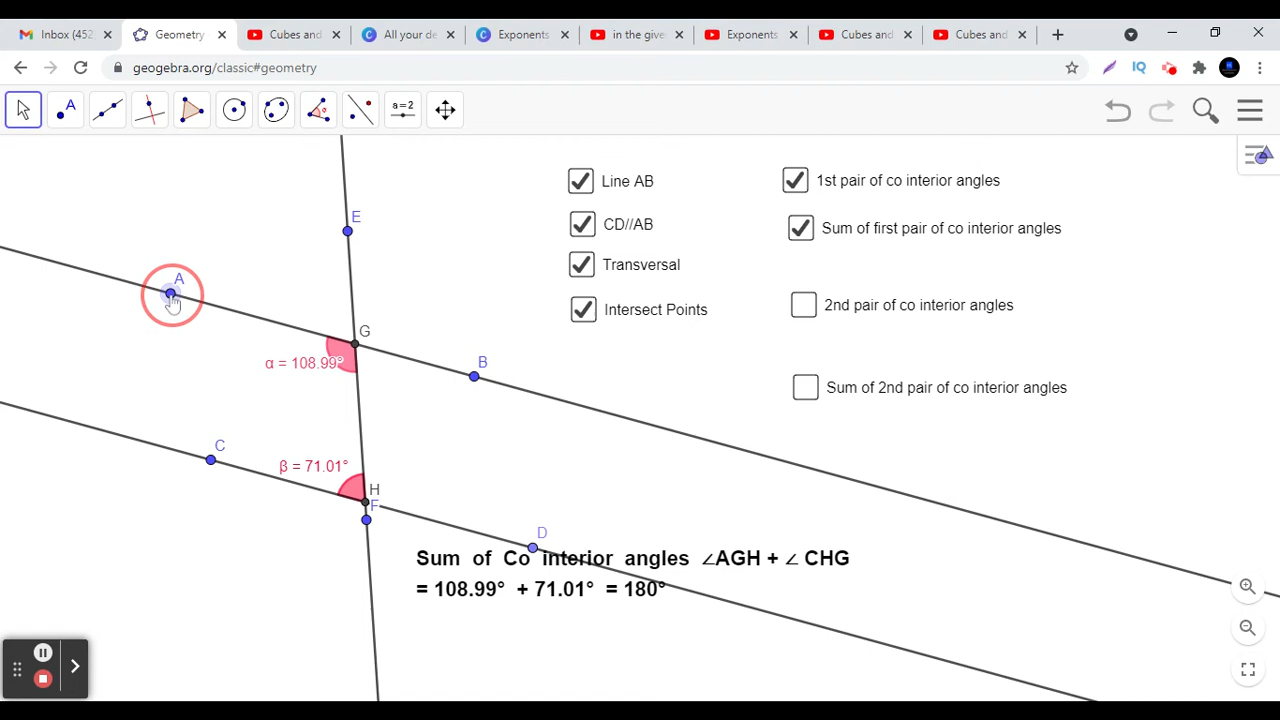 Inbox (452
Geometry
Cubes and
All your de
Exponents
in the give
Exponents
Cubes and
Cubes and
geogebra.org/classic#geometry
IQ
A
a=2
Line AB
1st pair of co interior angles
CD//AB
Sum of first pair of co interior angles
Transversal
Intersect Points
2nd pair of co interior angles
Sum of 2nd pair of co interior angles
E
A
G
α = 108.99°
B
C
β = 71.01°
H
F
D
Sum of Co interior angles ∠AGH + ∠ CHG
= 108.99° + 71.01° = 180°